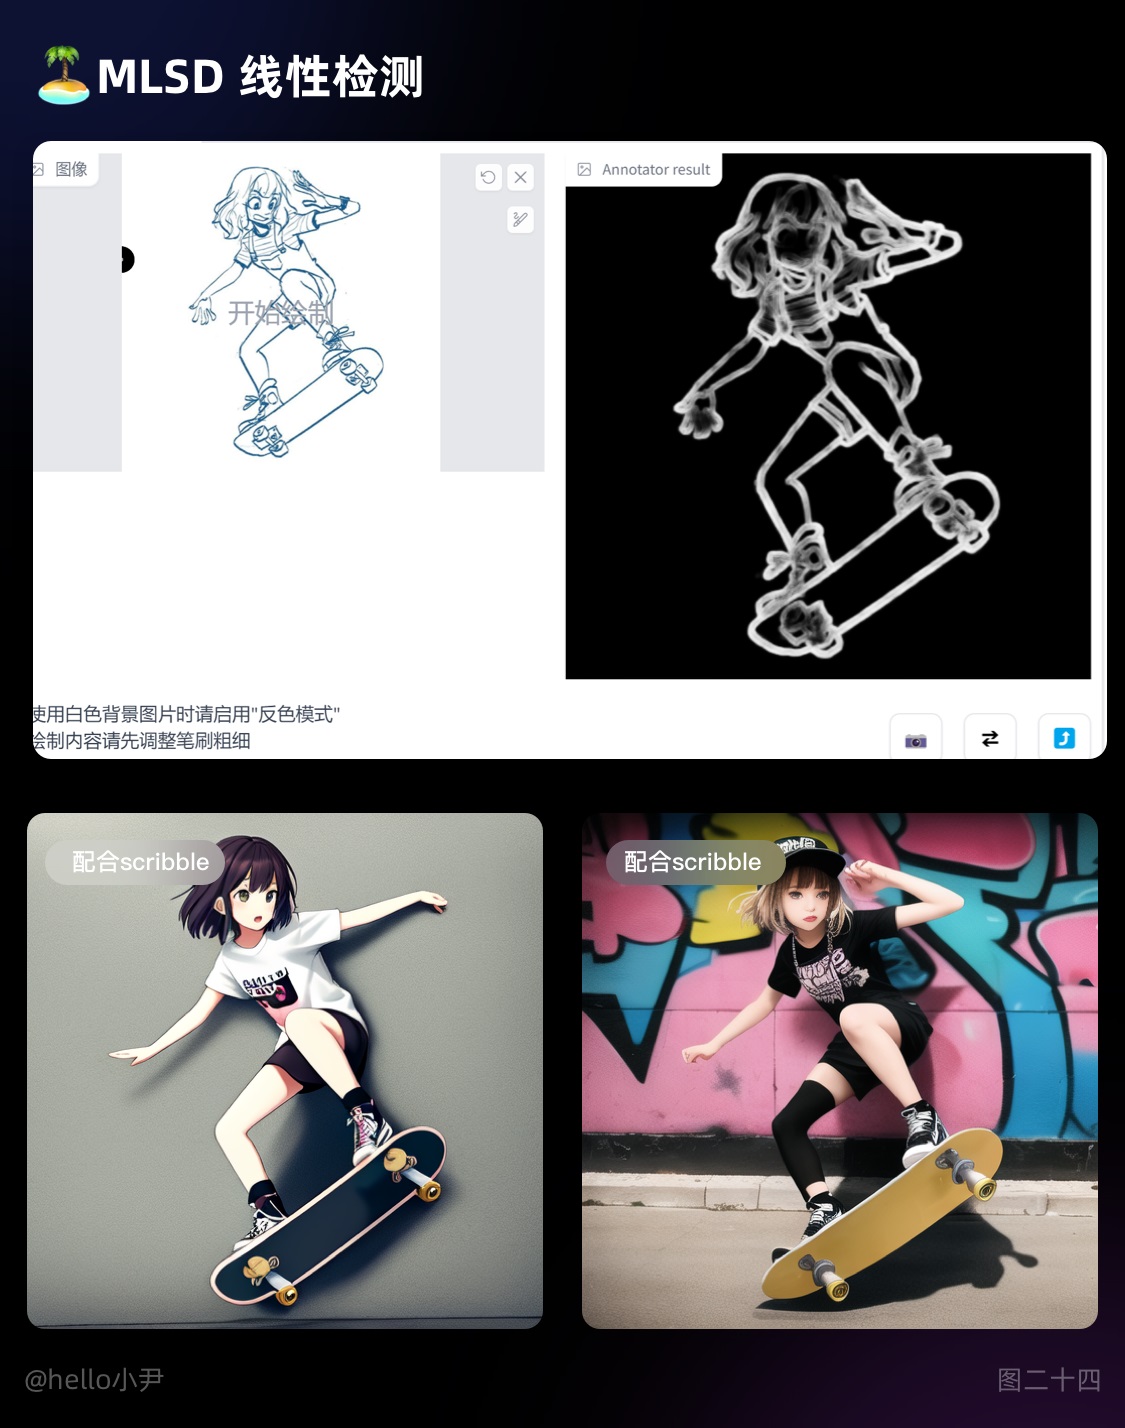 MLSD 线性检测
图像
Annotator result
开始绘制
使用白色背景图片时请启用"反色模式"
绘制内容请先调整笔刷粗细
配合scribble
配合scribble
@hello小尹
图二十四